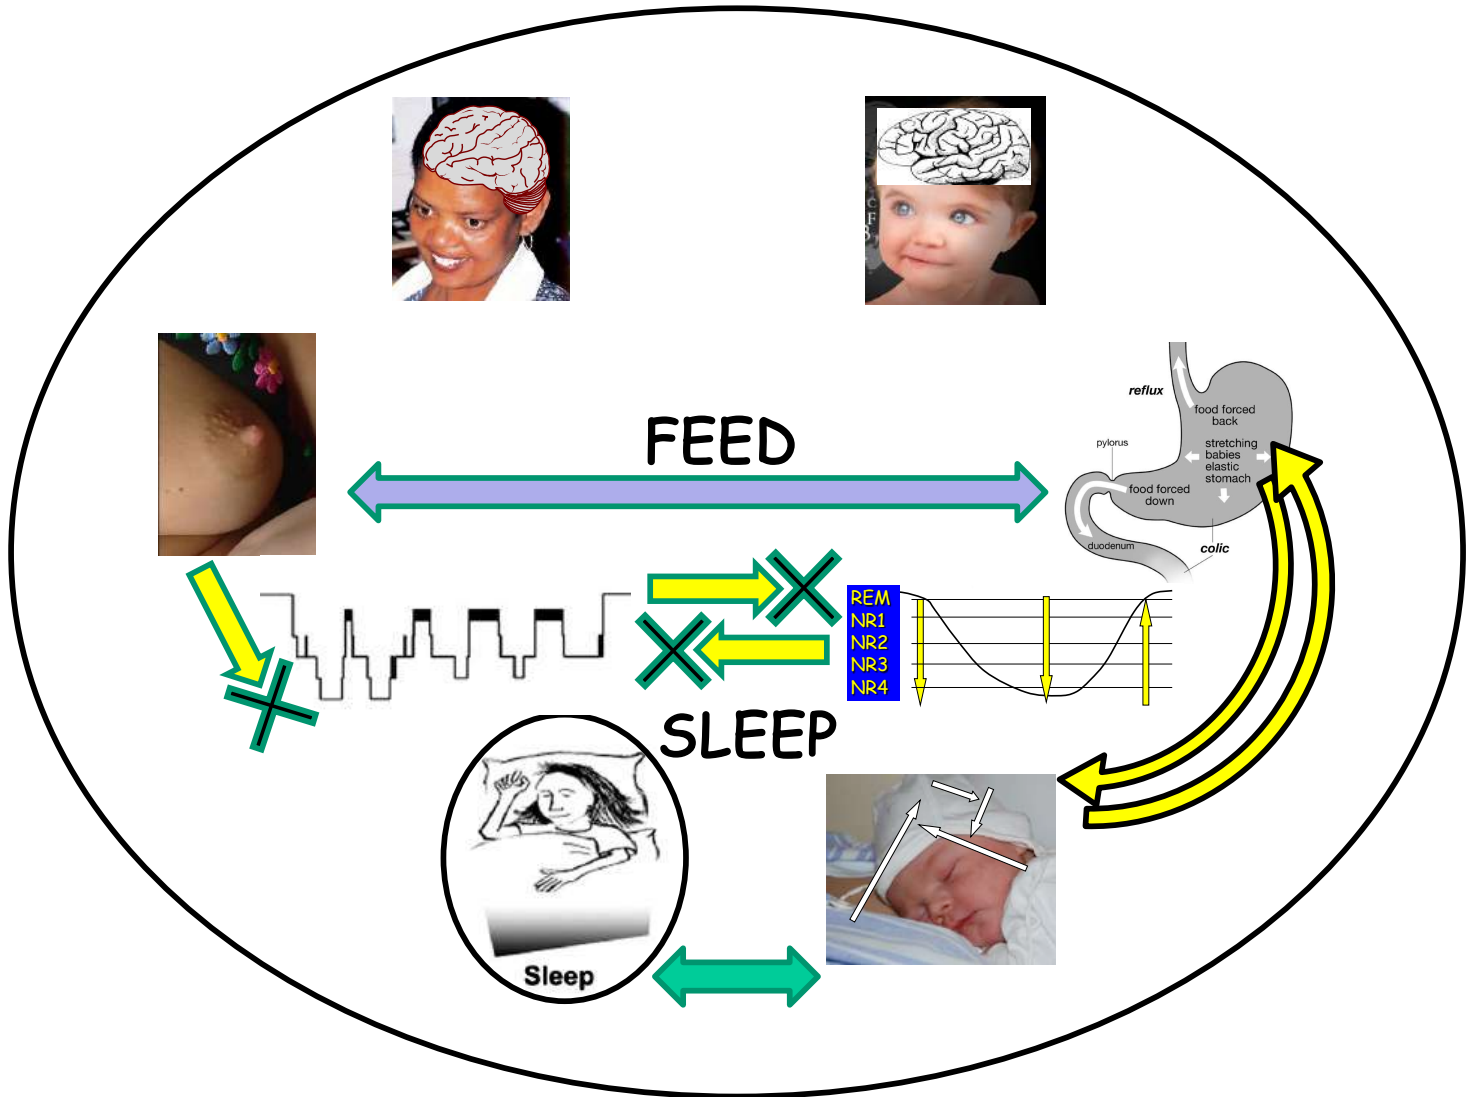 reflux
food forced
back
pylorus
stretching
babies
elastic
stomach
FEED
food forced
down
duodenum
colic
REM
NR1
NR2
NR3
NR4
SLEEP
Sleep